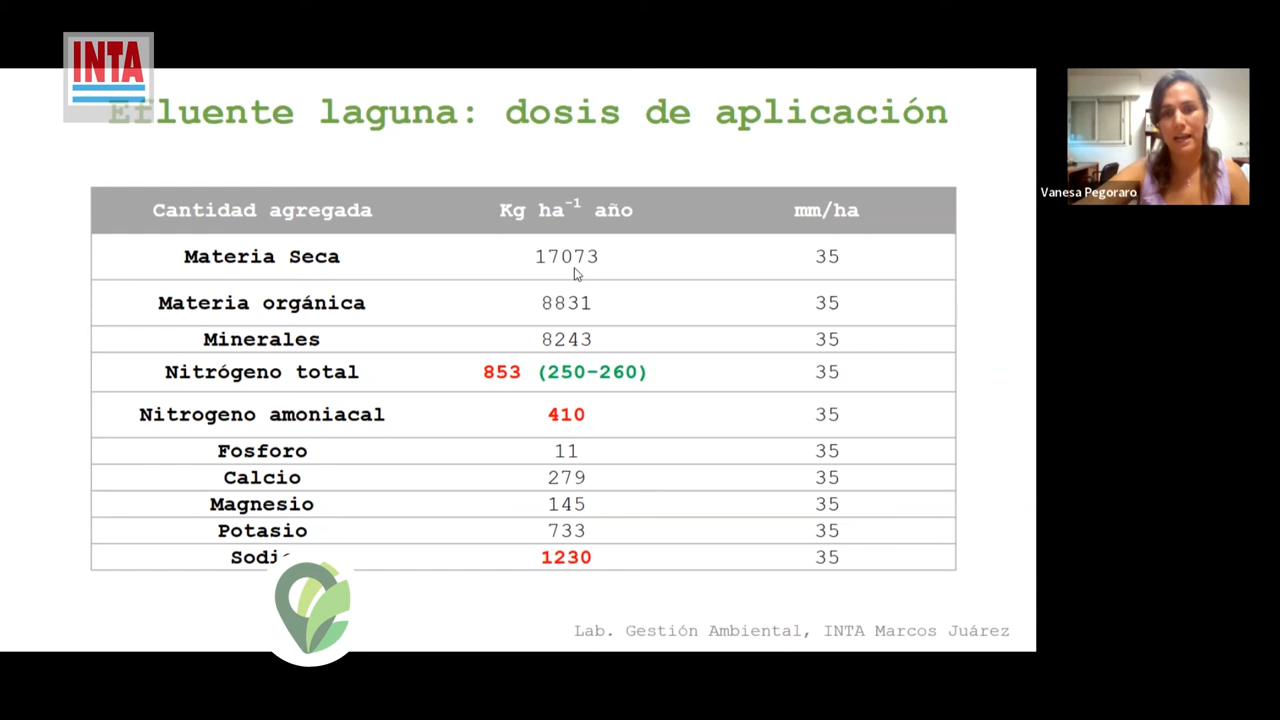 INTA
Efluente laguna: dosis de aplicación
Vanesa Pegoraro
Cantidad agregada Kg ha⁻¹ año mm/ha
Materia Seca 17073 35
Materia orgánica 8831 35
Minerales 8243 35
Nitrógeno total 853 (250-260) 35
Nitrogeno amoniacal 410 35
Fosforo 11 35
Calcio 279 35
Magnesio 145 35
Potasio 733 35
Sodio 1230 35
Lab. Gestión Ambiental, INTA Marcos Juárez